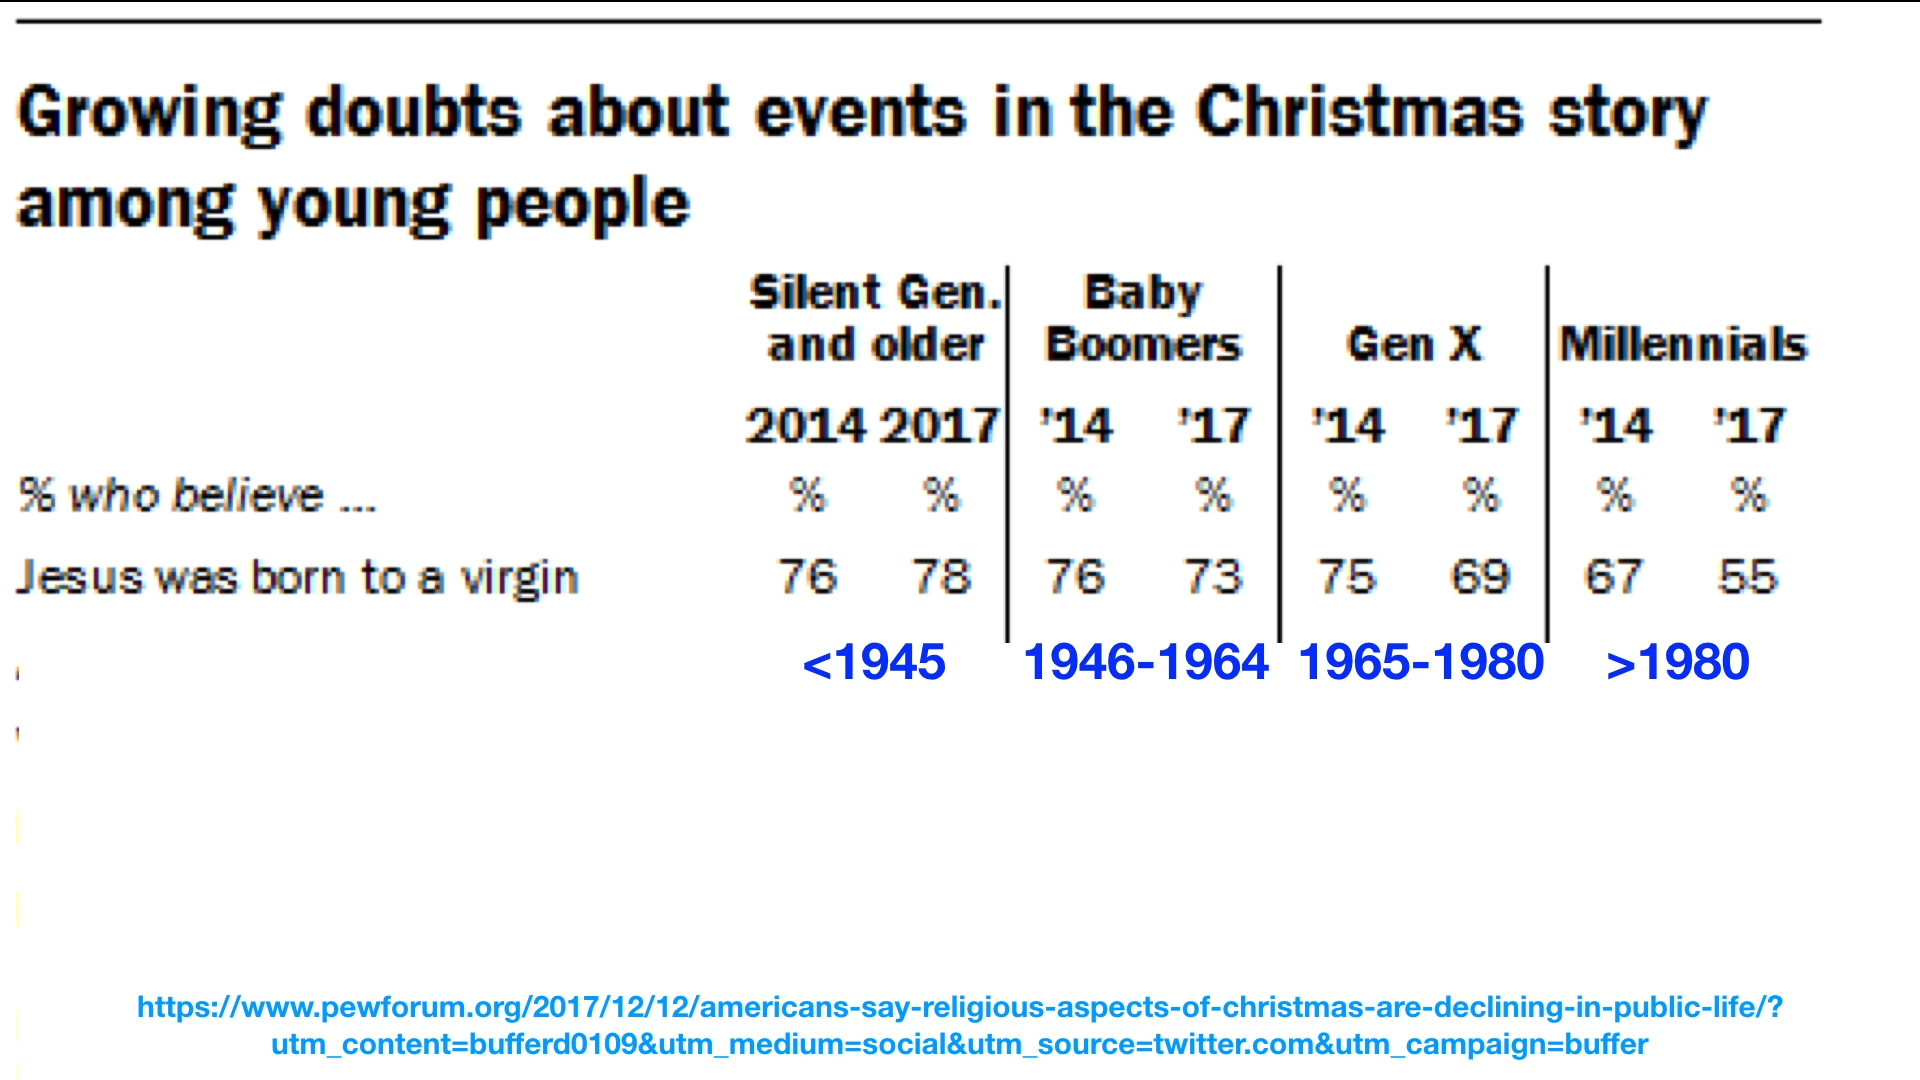 Growing doubts about events in the Christmas story
among young people
Silent Gen. and older Baby Boomers Gen X Millennials
2014 2017 ’14 ’17 ’14 ’17 ’14 ’17
% who believe ... % % % % % % % %
Jesus was born to a virgin 76 78 76 73 75 69 67 55
<1945 1946-1964 1965-1980 >1980
https://www.pewforum.org/2017/12/12/americans-say-religious-aspects-of-christmas-are-declining-in-public-life/?
utm_content=bufferd0109&utm_medium=social&utm_source=twitter.com&utm_campaign=buffer